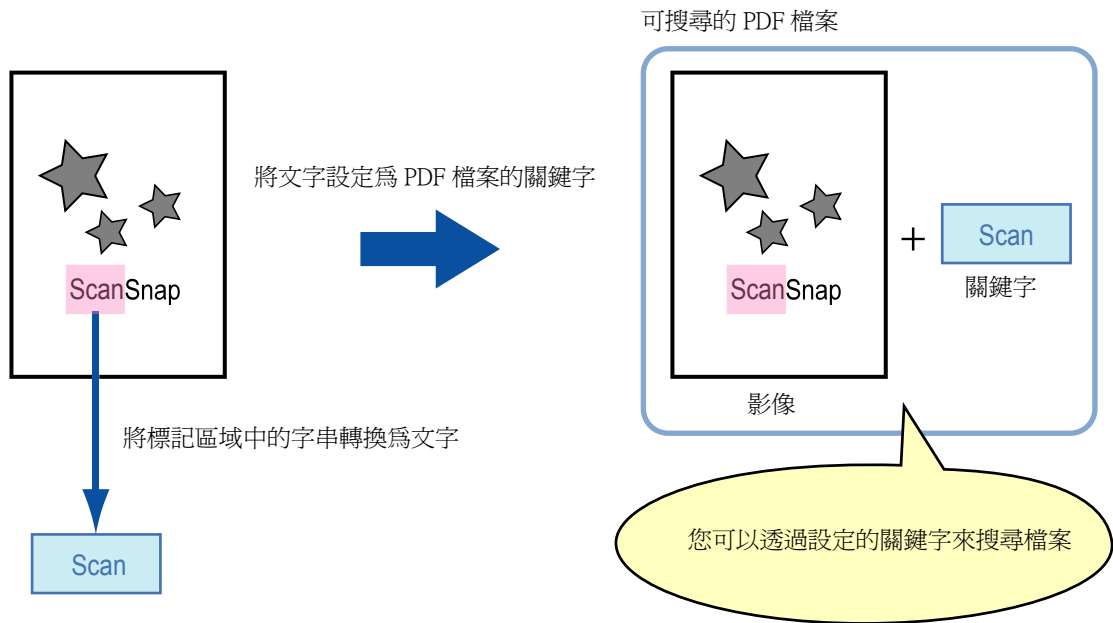 可搜尋的 PDF 檔案
將文字設定爲 PDF 檔案的關鍵字
ScanSnap
將標記區域中的字串轉換爲文字
Scan
ScanSnap
影像
+
Scan
關鍵字
您可以透過設定的關鍵字來搜尋檔案